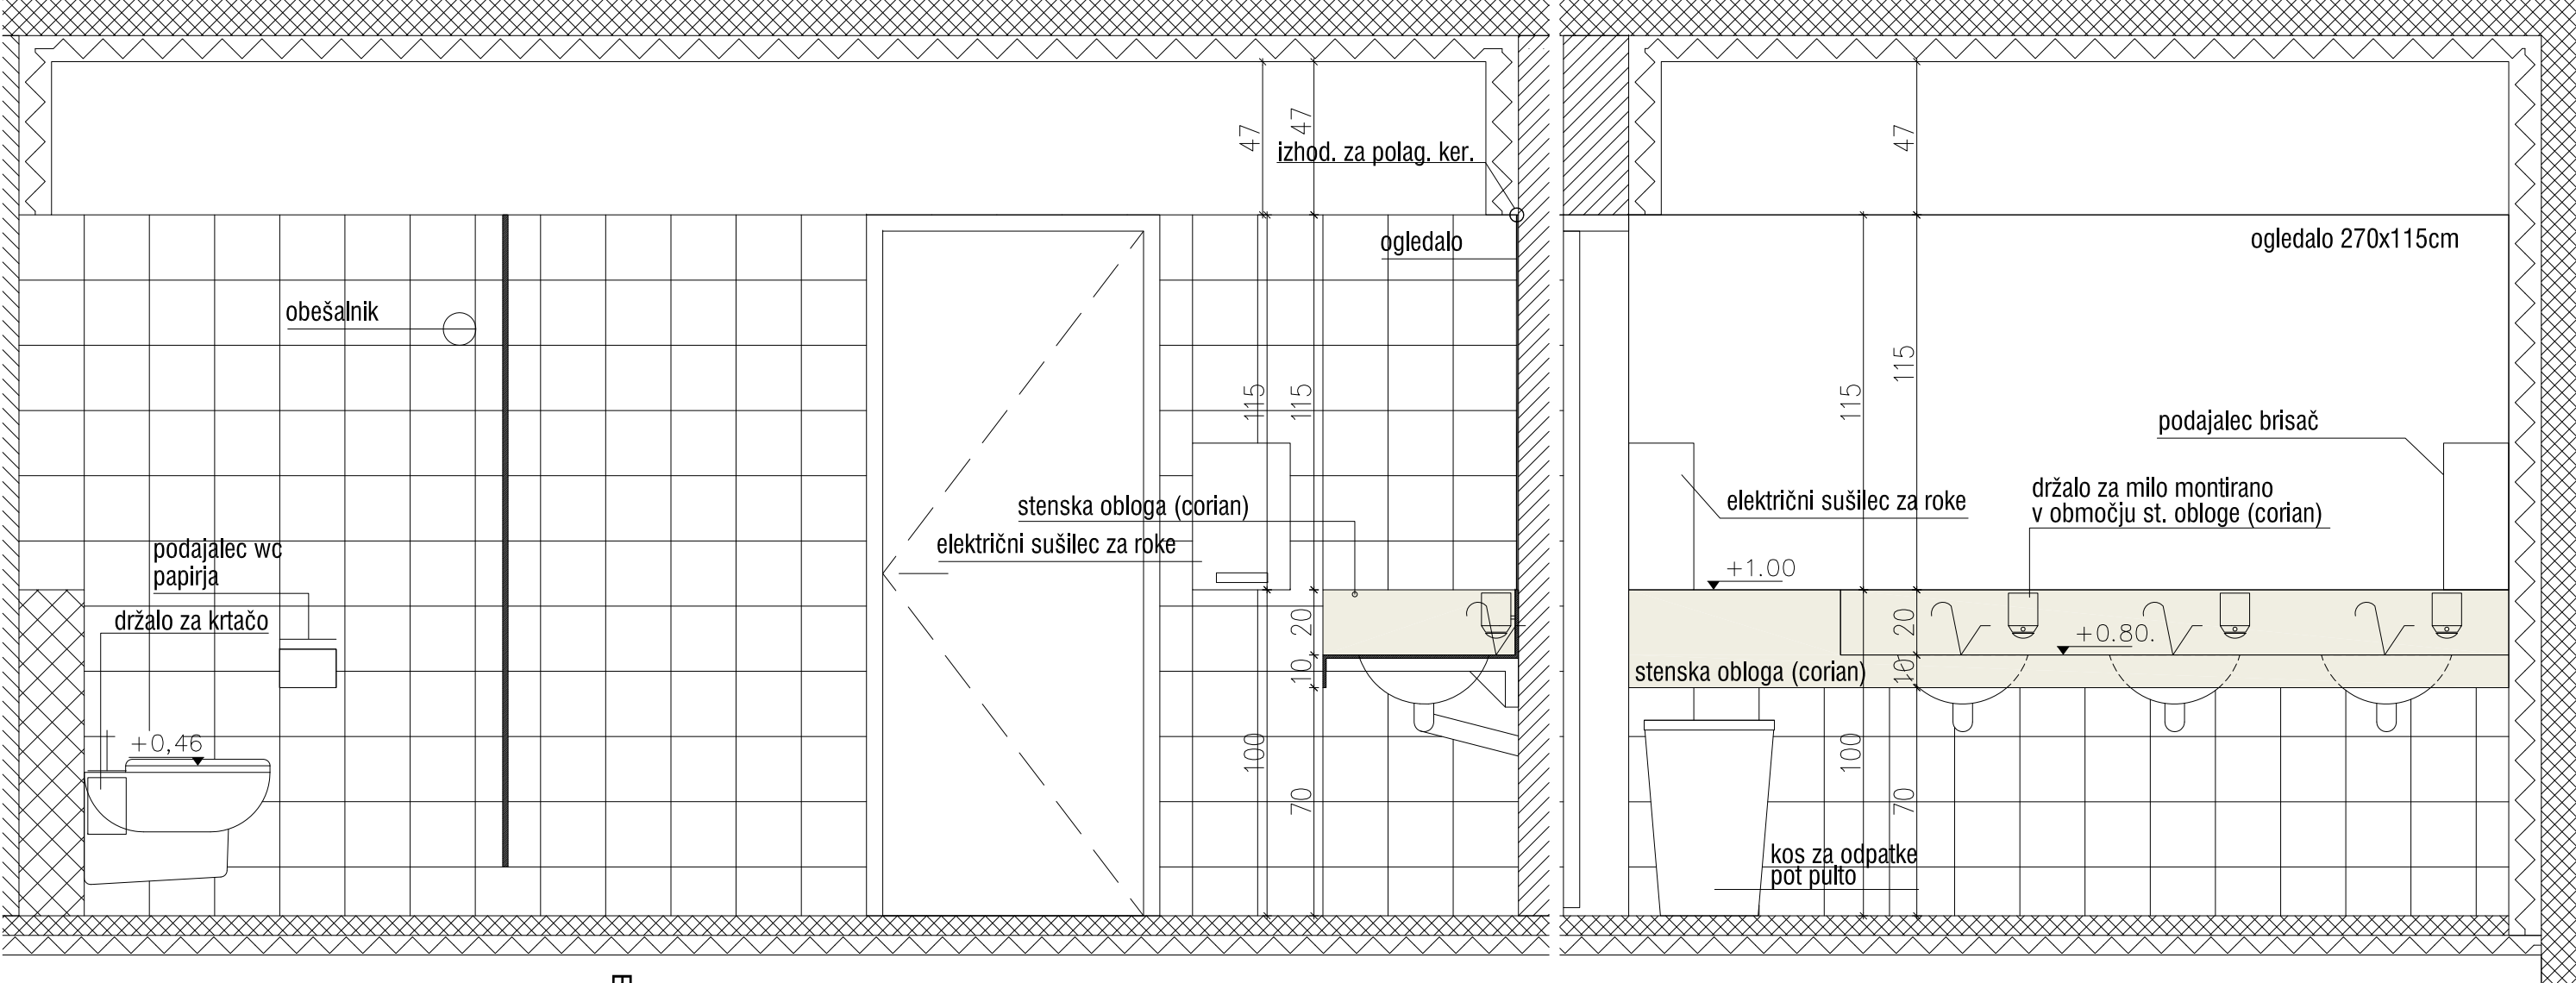 47
47
izhod. za polag. ker.
ogledalo
obešalnik
115
115
stenska obloga (corian)
električni sušilec za roke
podajalec wc
papirja
držalo za krtačo
20
10
+0,46
100
70
E
47
ogledalo 270x115cm
115
115
podajalec brisač
električni sušilec za roke
držalo za milo montirano
v območju st. obloge (corian)
+1.00
20
+0.80.
stenska obloga (corian)
10
100
70
kos za odpatke
pot pulto